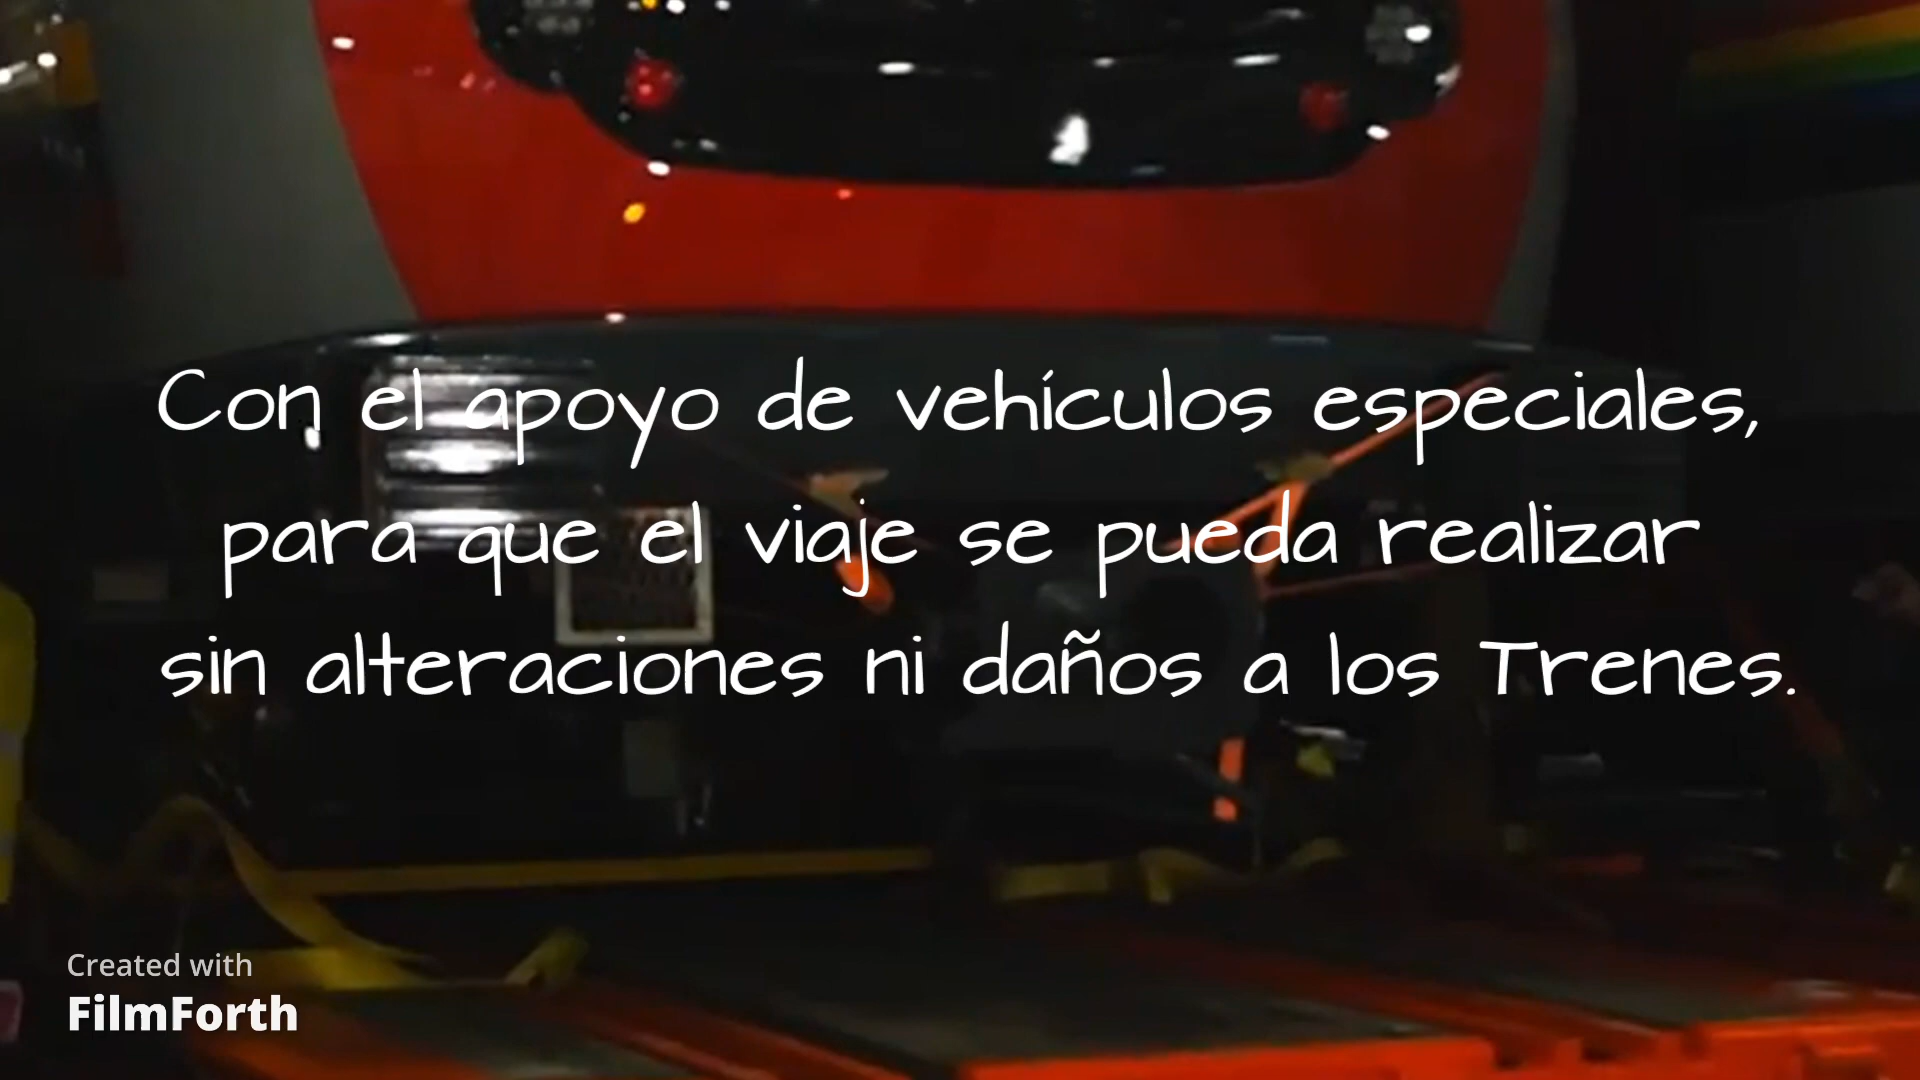 Con el apoyo de vehículos especiales,
para que el viaje se pueda realizar
sin alteraciones ni daños a los Trenes.
Created with
FilmForth